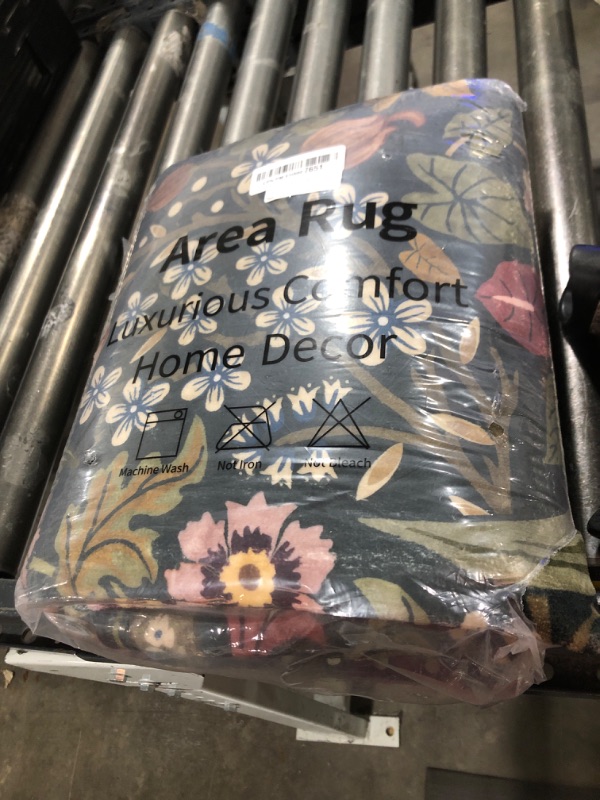 Area Rug
Luxurious Comfort
Home Decor
Machine Wash
Not Iron
Not Bleach